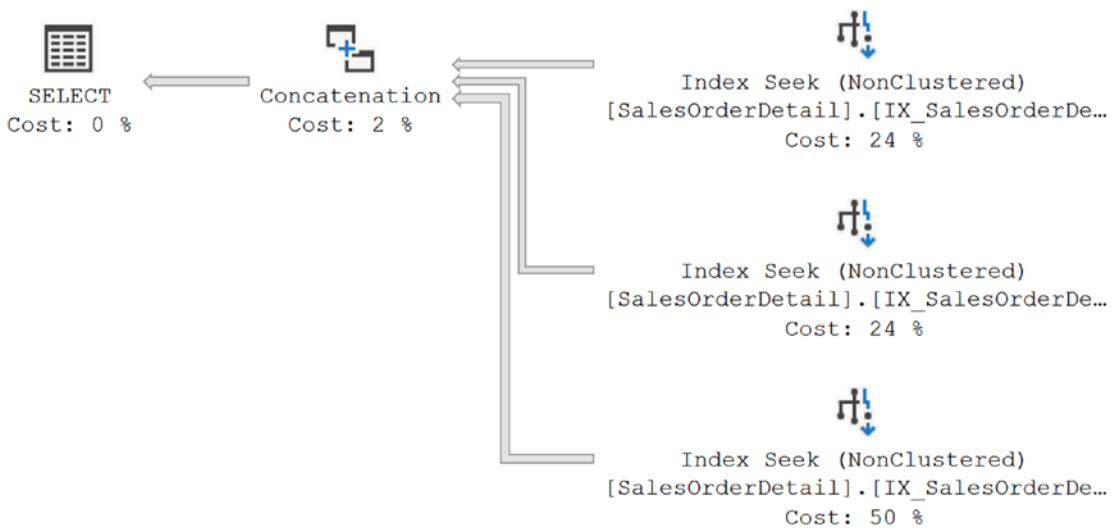 SELECT
Cost: 0 %
Concatenation
Cost: 2 %
Index Seek (NonClustered)
[SalesOrderDetail].[IX_SalesOrderDe…
Cost: 24 %
Index Seek (NonClustered)
[SalesOrderDetail].[IX_SalesOrderDe…
Cost: 24 %
Index Seek (NonClustered)
[SalesOrderDetail].[IX_SalesOrderDe…
Cost: 50 %